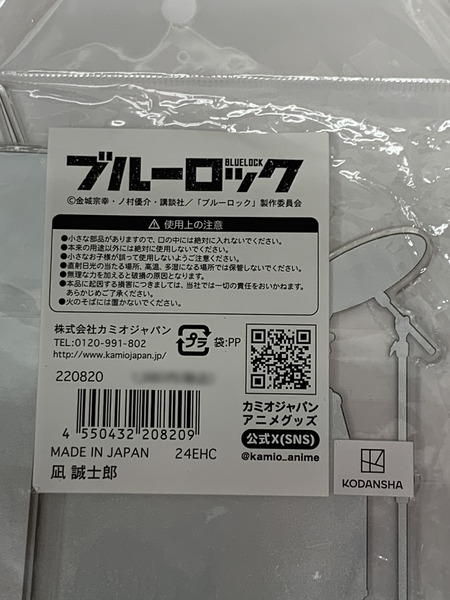 ブルーロック
BLUELOCK
©金城宗幸・ノ村優介・講談社／「ブルーロック」製作委員会
使用上の注意
●小さな部品がありますので、口の中には絶対に入れないでください。
●本来の用途以外には絶対に使用しないでください。
●小さなお子様が誤って使用しないようご注意ください。
●直射日光の当たる場所、高温、多湿になる場所では保管しないでください。
●無理な力を加えると破損の原因となります。
●本品に起因する損害につきましては、当社では一切の責任をおいかねます。
あらかじめご了承ください。
●火のそばには置かないでください。
株式会社カミオジャパン
TEL:0120-991-802
http://www.kamiojapan.jp/
プラ 袋:PP
220820
4 550432 208209
MADE IN JAPAN 24EHC
凪 誠士郎
カミオジャパン
アニメグッズ
公式X(SNS)
@kamio_anime
KODANSHA